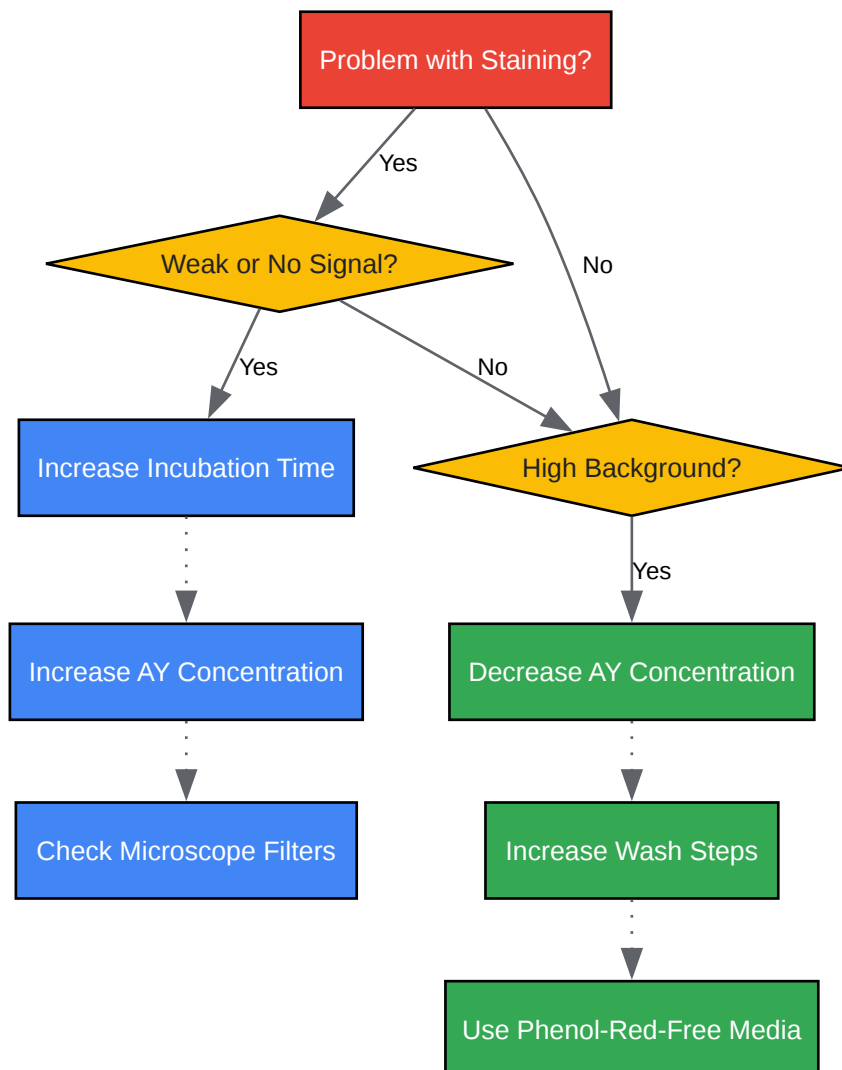 Problem with Staining?
Yes
Weak or No Signal?
No
Yes
No
Increase Incubation Time
High Background?
Yes
Increase AY Concentration
Decrease AY Concentration
Check Microscope Filters
Increase Wash Steps
Use Phenol-Red-Free Media